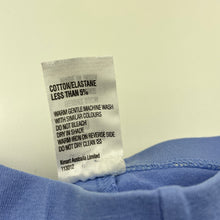 COTTON/ELASTANE
LESS THAN 5%
WARM GENTLE MACHINE WASH
WITH SIMILAR COLOURS
DO NOT BLEACH
DRY IN SHADE
WARM IRON ON REVERSE SIDE
DO NOT DRY CLEAN
Kmart Australia Limited
113012